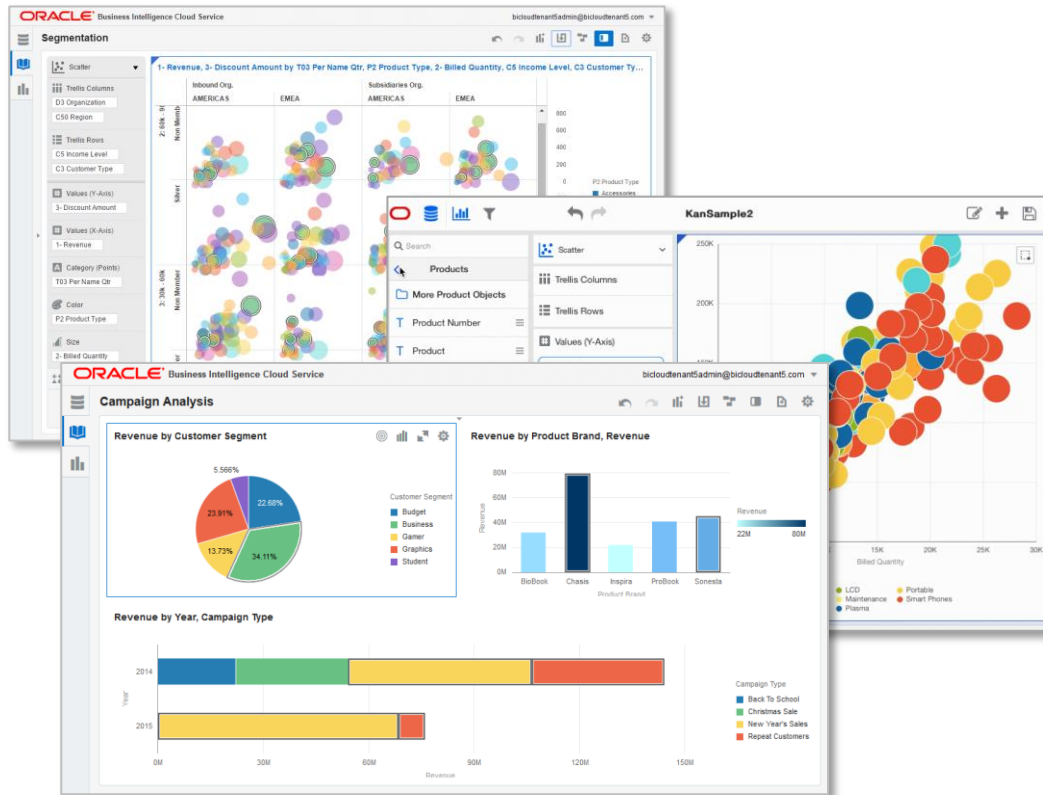 ORACLE Business Intelligence Cloud Service
bicloudtenant5admin@bicloudtenant5.com
Segmentation
Scatter
Trellis Columns
D3 Organization
C50 Region
Trellis Rows
C5 Income Level
C3 Customer Type
Values (Y-Axis)
3- Discount Amount
Values (X-Axis)
1- Revenue
Category (Points)
T03 Per Name Qtr
Color
P2 Product Type
Size
2- Billed Quantity
1- Revenue, 3- Discount Amount by T03 Per Name Qtr, P2 Product Type, 2- Billed Quantity, C5 Income Level, C3 Customer Ty...
Inbound Org.
Subsidiaries Org.
AMERICAS
EMEA
AMERICAS
EMEA
Non Memb
Silver
3: 30k - 60k
Non Member
800
600
400
200
0
P2 Product Type
Accessories
KanSample2
Search
Products
More Product Objects
T Product Number
T Product
Scatter
Trellis Columns
Trellis Rows
Values (Y-Axis)
250K
200K
15K
20K
25K
30K
Billed Quantity
LCD
Portable
Maintenance
Smart Phones
Plasma
ORACLE Business Intelligence Cloud Service
bicloudtenant5admin@bicloudtenant5.com
Campaign Analysis
Revenue by Customer Segment
5.566%
22.68%
23.91%
13.73%
34.11%
Customer Segment
Budget
Business
Gamer
Graphics
Student
Revenue by Product Brand, Revenue
80M
60M
40M
20M
0M
Revenue
BioBook
Chasis
Inspira
ProBook
Sonesta
Product Brand
Revenue
22M
80M
Revenue by Year, Campaign Type
Year
2014
2015
0M
30M
60M
90M
120M
150M
Revenue
Campaign Type
Back To School
Christmas Sale
New Year's Sales
Repeat Customers